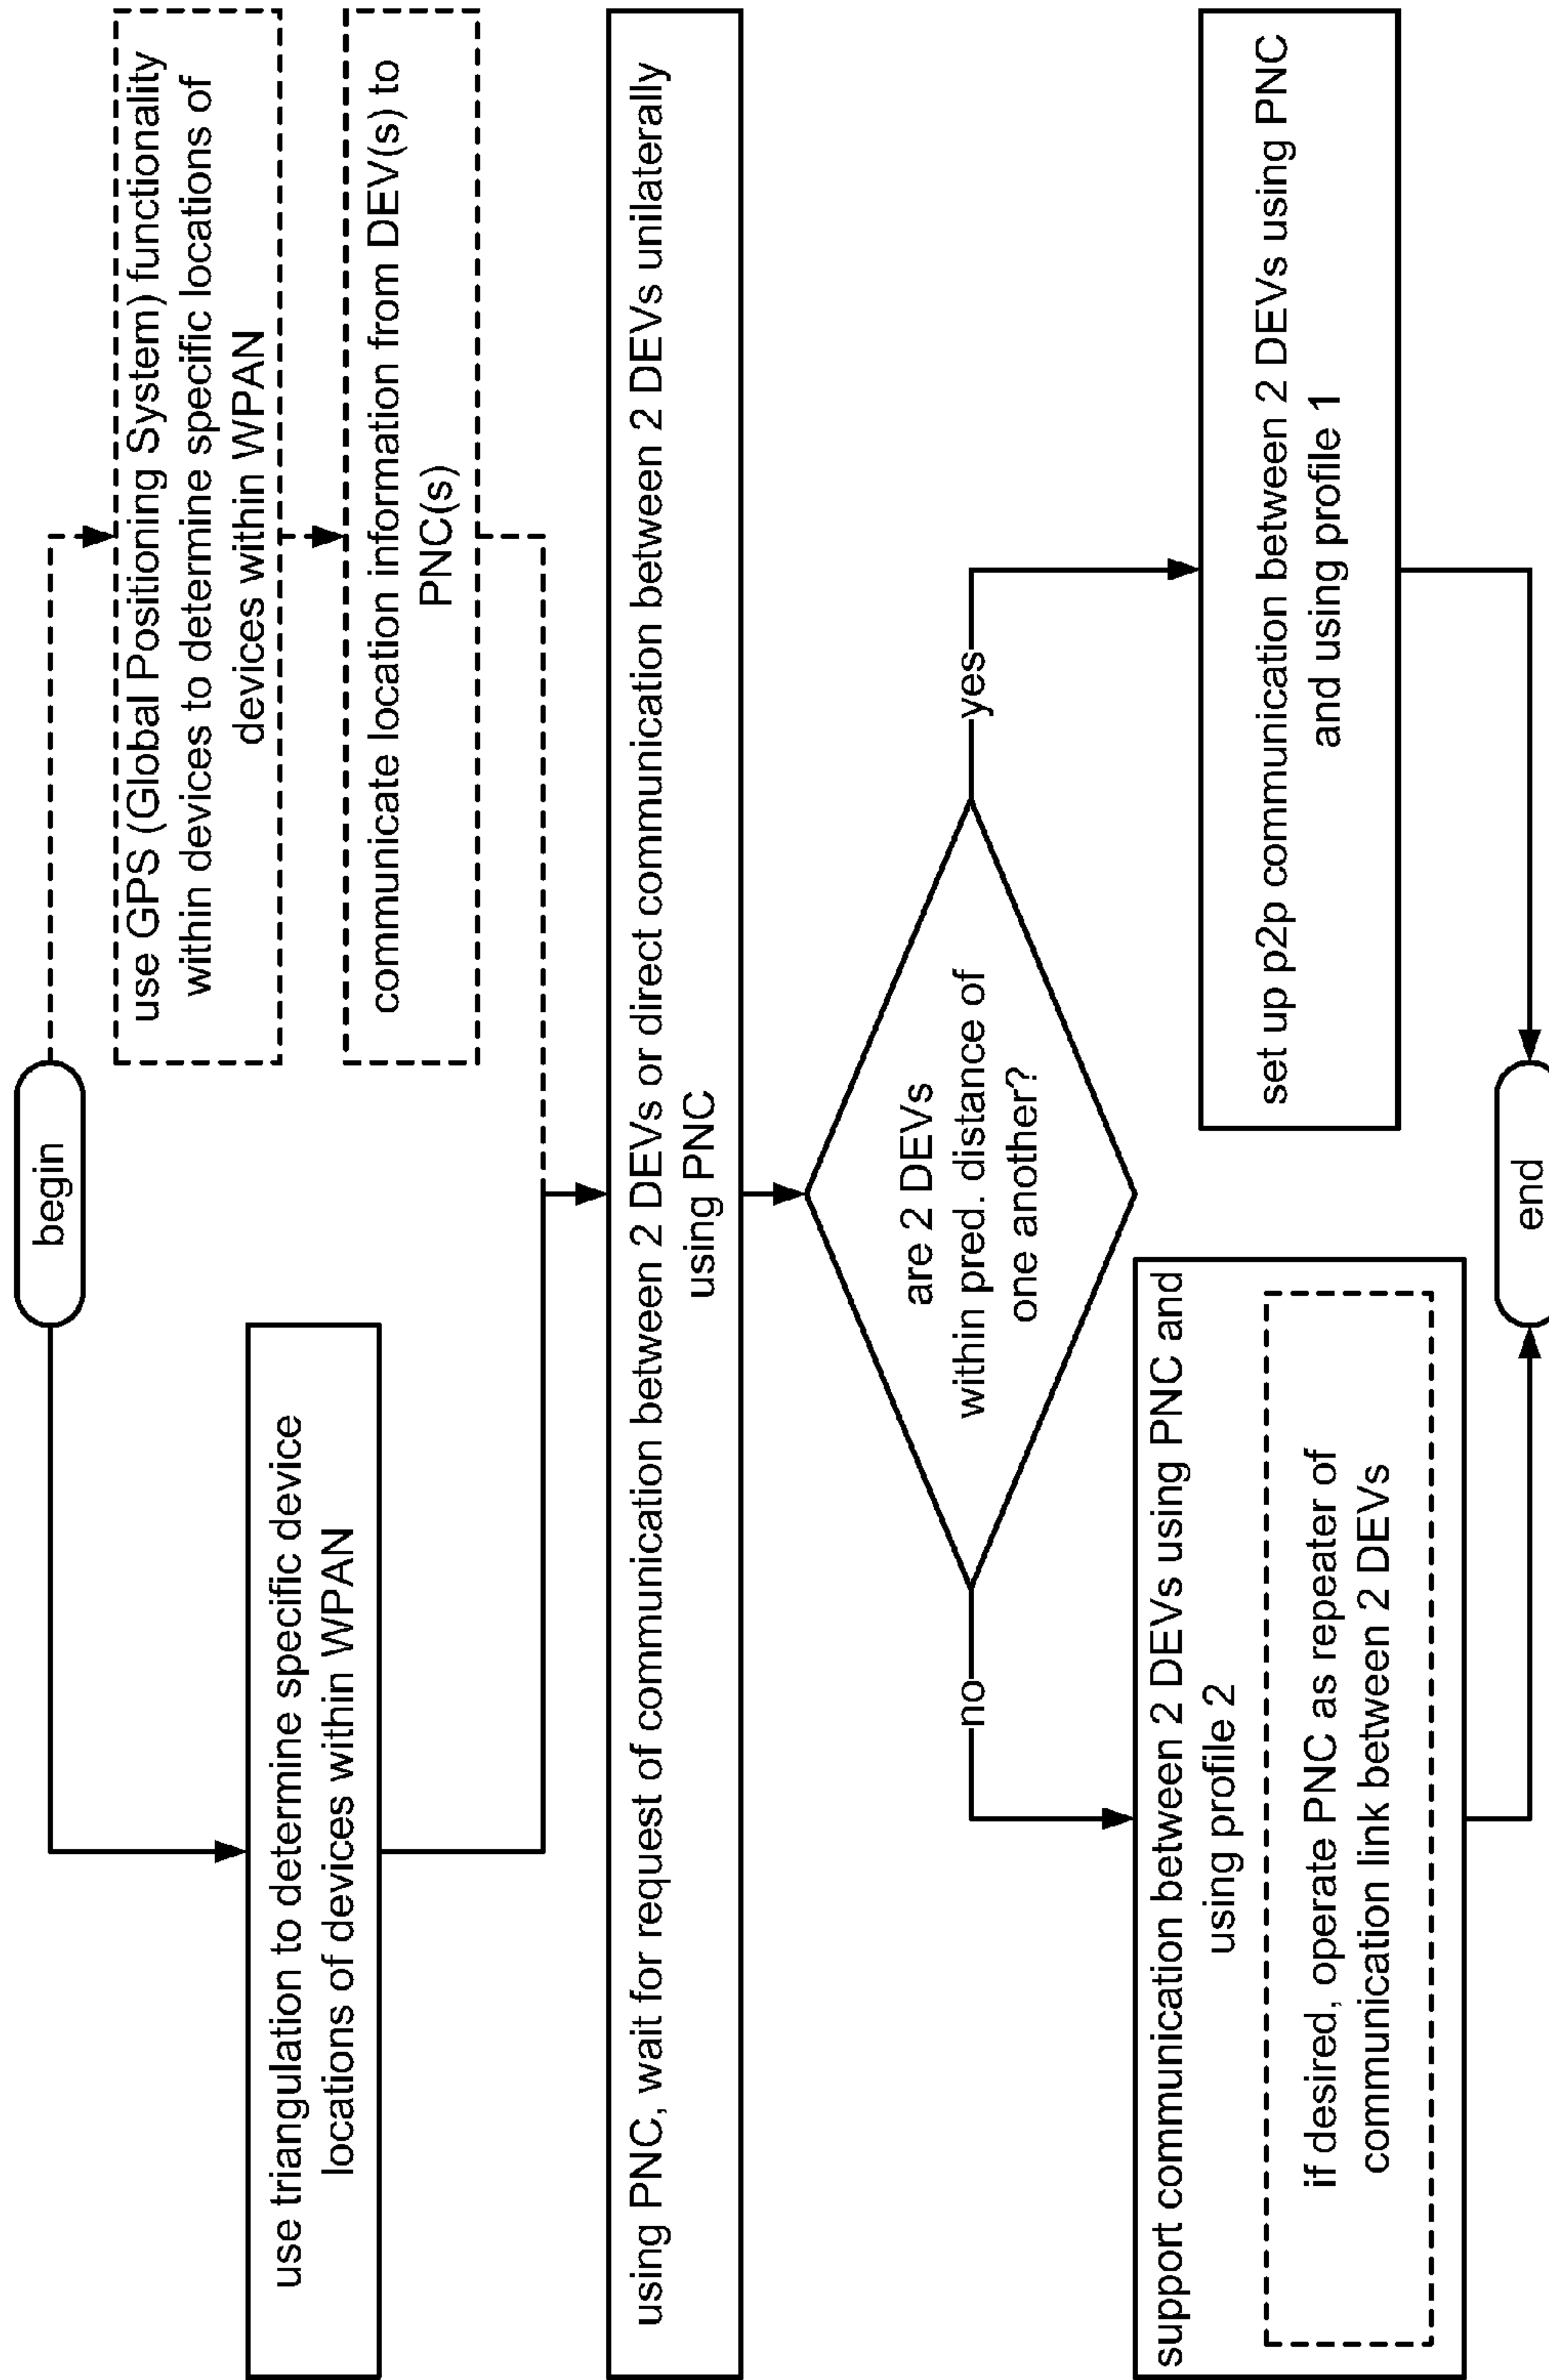 begin
use triangulation to determine specific device
locations of devices within WPAN
use GPS (Global Positioning System) functionality
within devices to determine specific locations of
devices within WPAN
communicate location information from DEV(s) to
PNC(s)
using PNC, wait for request of communication between 2 DEVs or direct communication between 2 DEVs unilaterally
using PNC
are 2 DEVs
within pred. distance of
one another?
no
yes
support communication between 2 DEVs using PNC and
using profile 2
if desired, operate PNC as repeater of
communication link between 2 DEVs
set up p2p communication between 2 DEVs using PNC
and using profile 1
end